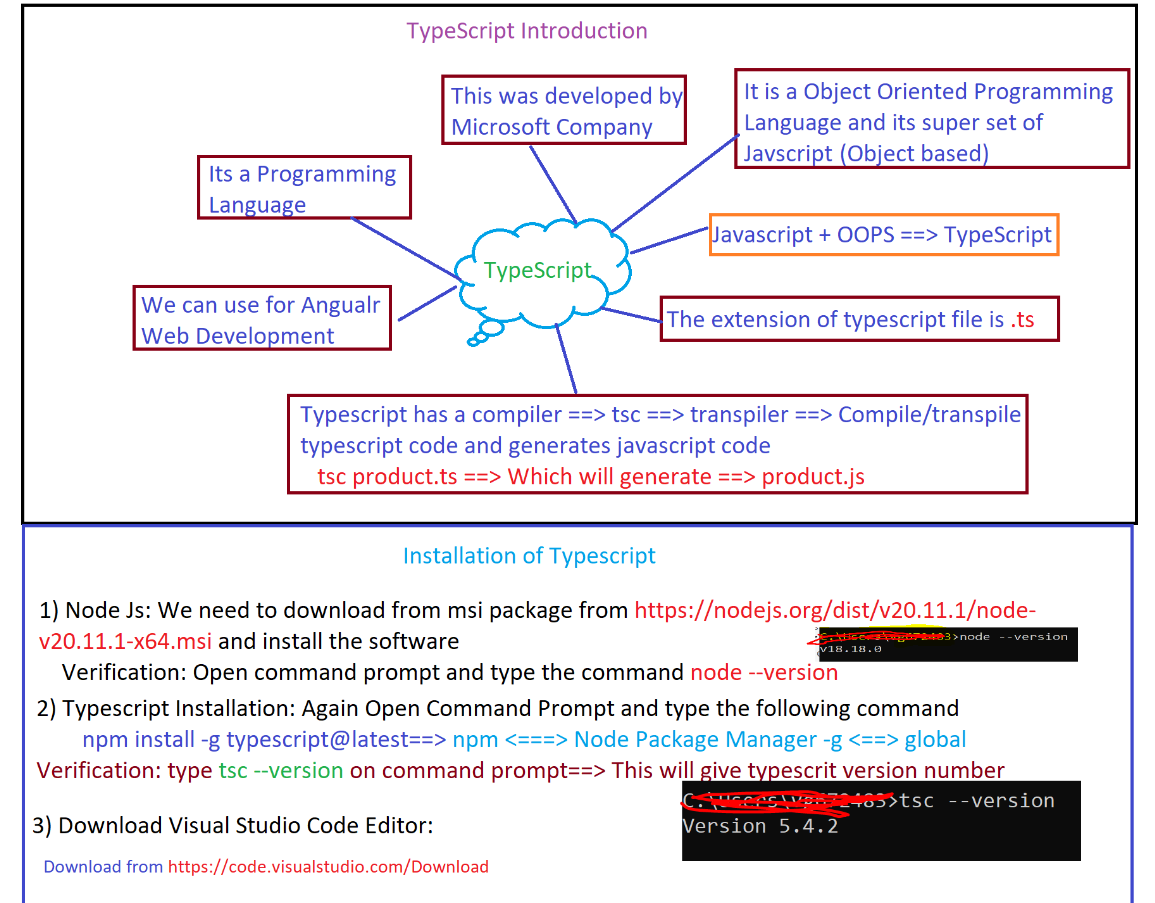 TypeScript Introduction
This was developed by
Microsoft Company
It is a Object Oriented Programming
Language and its super set of
Javscript (Object based)
Its a Programming
Language
Javascript + OOPS ==> TypeScript
TypeScript
We can use for Angualr
Web Development
The extension of typescript file is .ts
Typescript has a compiler ==> tsc ==> transpiler ==> Compile/transpile
typescript code and generates javascript code
tsc product.ts ==> Which will generate ==> product.js
Installation of Typescript
1) Node Js: We need to download from msi package from https://nodejs.org/dist/v20.11.1/node-
v20.11.1-x64.msi and install the software
>node --version
v18.18.0
Verification: Open command prompt and type the command node --version
2) Typescript Installation: Again Open Command Prompt and type the following command
npm install -g typescript@latest==> npm <===> Node Package Manager -g <==> global
Verification: type tsc --version on command prompt==> This will give typescrit version number
>tsc --version
Version 5.4.2
3) Download Visual Studio Code Editor:
Download from https://code.visualstudio.com/Download